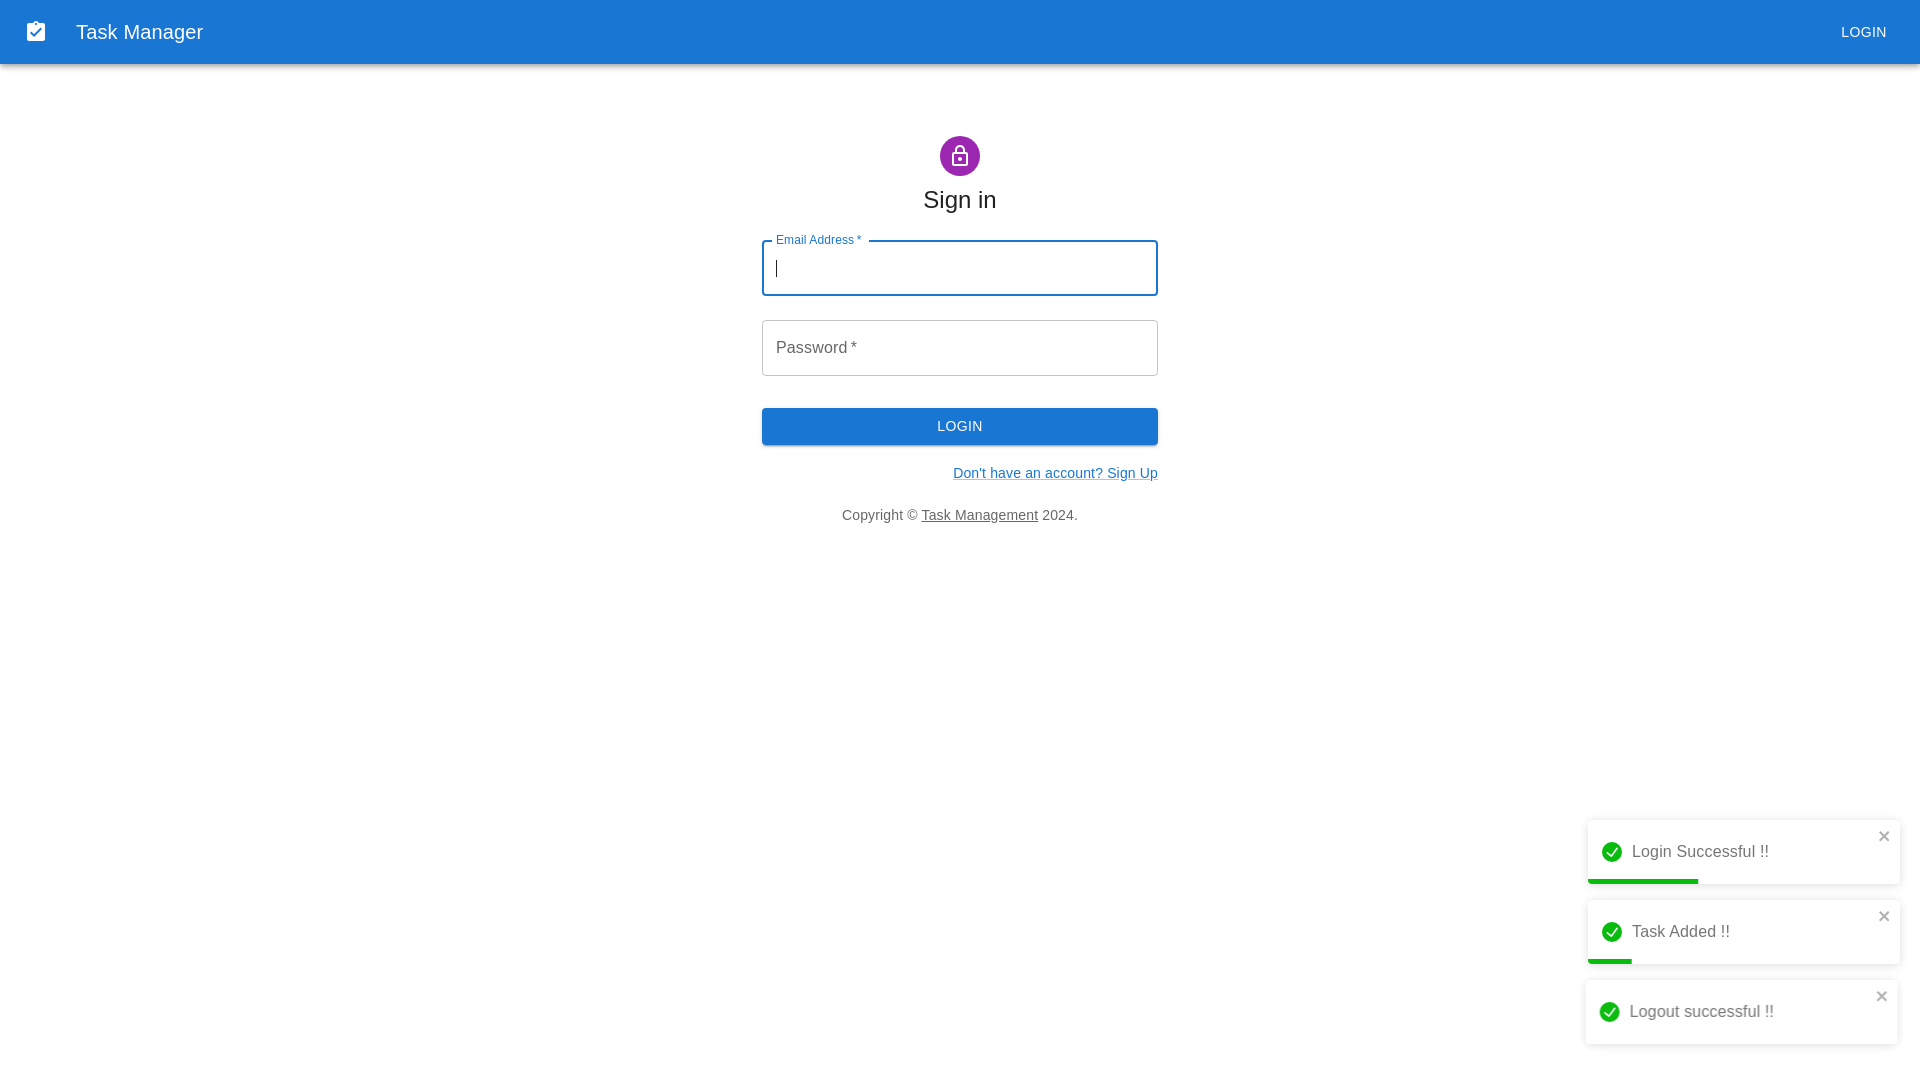 Task Manager
LOGIN
Sign in
Email Address *
Password *
LOGIN
Don't have an account? Sign Up
Copyright © Task Management 2024.
Login Successful !!
Task Added !!
Logout successful !!